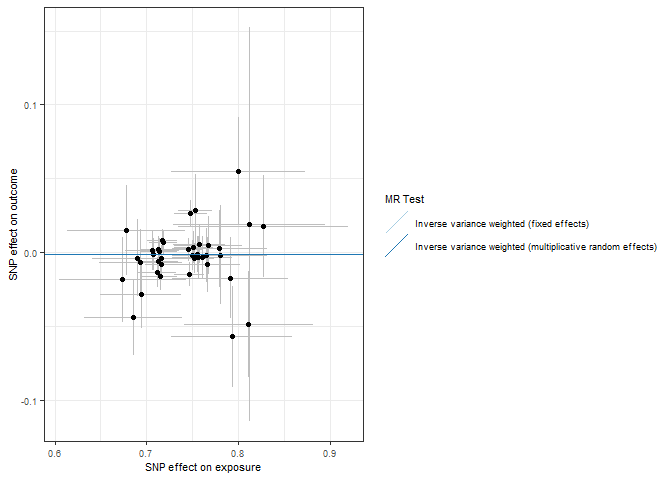 0.1
0.0
-0.1
SNP effect on outcome
0.6
0.7
0.8
0.9
SNP effect on exposure
MR Test
Inverse variance weighted (fixed effects)
Inverse variance weighted (multiplicative random effects)